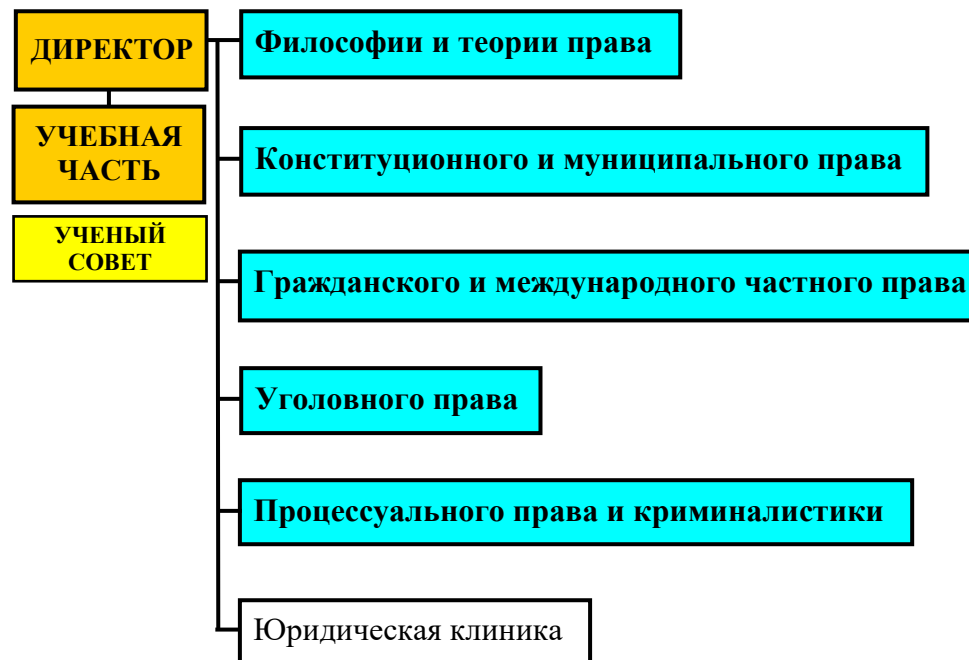 ДИРЕКТОР
УЧЕБНАЯ
ЧАСТЬ
УЧЕНЫЙ
СОВЕТ
Философии и теории права
Конституционного и муниципального права
Гражданского и международного частного права
Уголовного права
Процессуального права и криминалистики
Юридическая клиника